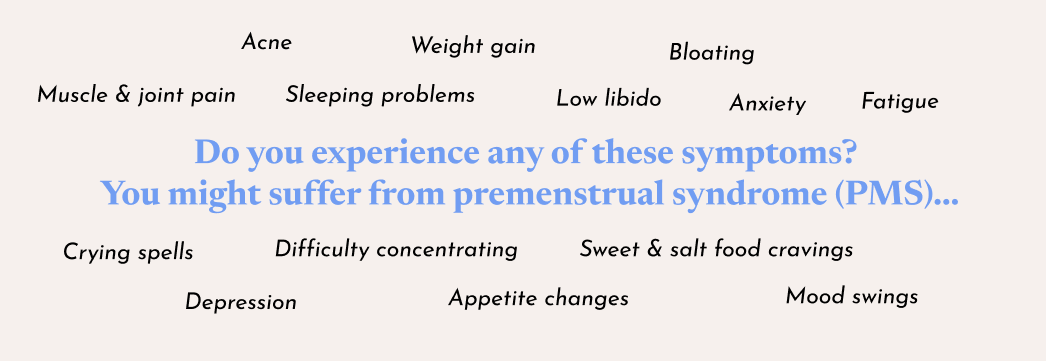 Acne Weight gain Bloating
Muscle & joint pain Sleeping problems Low libido Anxiety Fatigue
Do you experience any of these symptoms?
You might suffer from premenstrual syndrome (PMS)...
Crying spells Difficulty concentrating Sweet & salt food cravings
Depression Appetite changes Mood swings